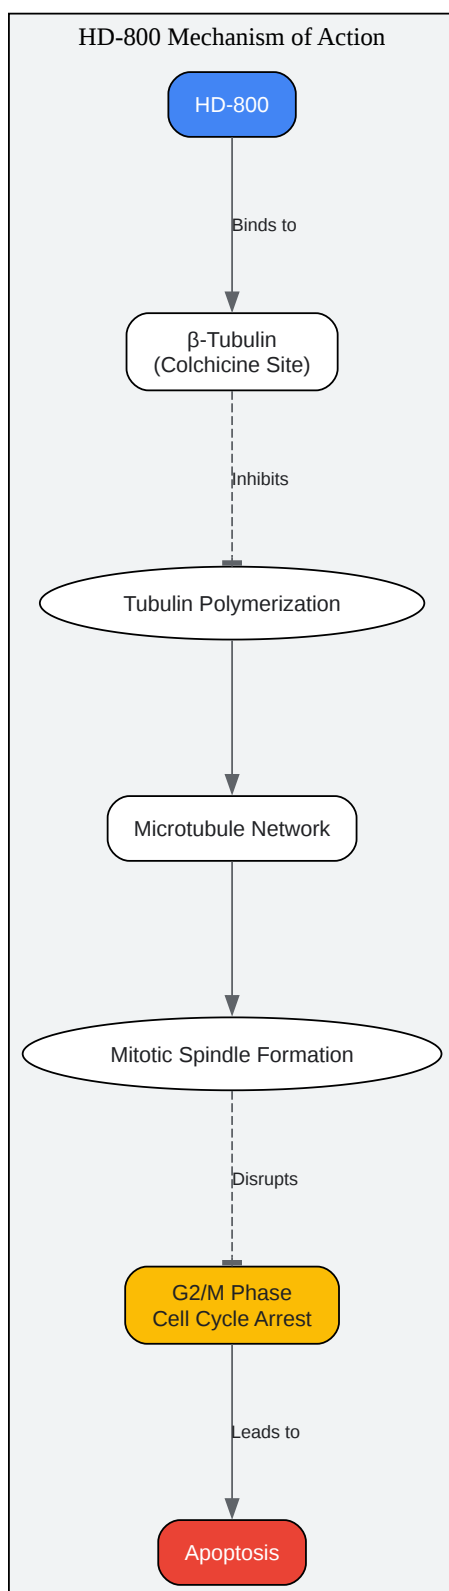 HD-800 Mechanism of Action
HD-800
Binds to
β-Tubulin
(Colchicine Site)
Inhibits
Tubulin Polymerization
Microtubule Network
Mitotic Spindle Formation
Disrupts
G2/M Phase
Cell Cycle Arrest
Leads to
Apoptosis